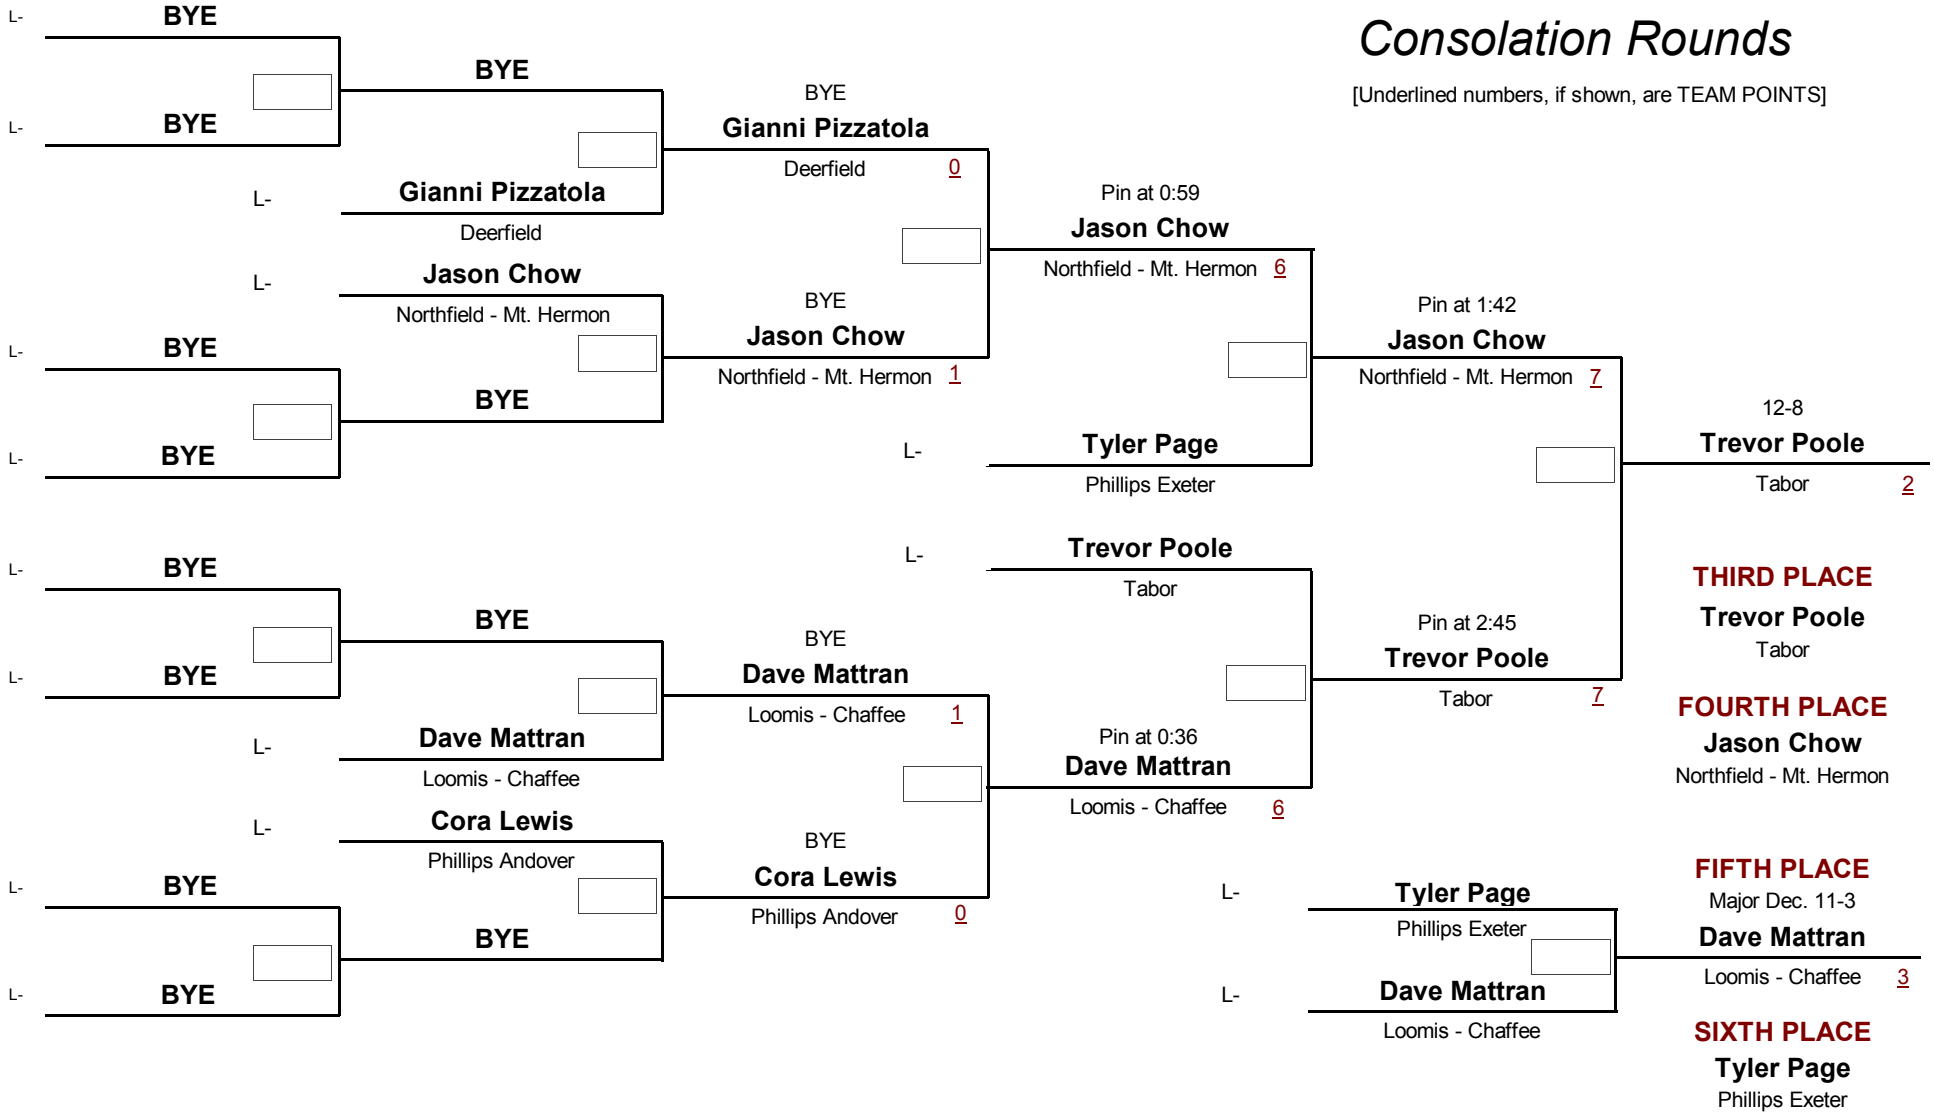 Consolation Rounds
[Underlined numbers, if shown, are TEAM POINTS]
L- BYE
L- BYE
BYE
L- Gianni Pizzatola
Deerfield
BYE
Gianni Pizzatola
Deerfield 0
L- Jason Chow
Northfield - Mt. Hermon
L- BYE
L- BYE
BYE
BYE
Jason Chow
Northfield - Mt. Hermon 1
Pin at 0:59
Jason Chow
Northfield - Mt. Hermon 6
L- Tyler Page
Phillips Exeter
Pin at 1:42
Jason Chow
Northfield - Mt. Hermon 7
12-8
Trevor Poole
Tabor 2
L- Trevor Poole
Tabor
L- BYE
L- BYE
BYE
L- Dave Mattran
Loomis - Chaffee
BYE
Dave Mattran
Loomis - Chaffee 1
L- Cora Lewis
Phillips Andover
L- BYE
L- BYE
BYE
BYE
Cora Lewis
Phillips Andover 0
Pin at 0:36
Dave Mattran
Loomis - Chaffee 6
Pin at 2:45
Trevor Poole
Tabor 7
THIRD PLACE
Trevor Poole
Tabor
FOURTH PLACE
Jason Chow
Northfield - Mt. Hermon
L- Tyler Page
Phillips Exeter
L- Dave Mattran
Loomis - Chaffee
FIFTH PLACE
Major Dec. 11-3
Dave Mattran
Loomis - Chaffee 3
SIXTH PLACE
Tyler Page
Phillips Exeter